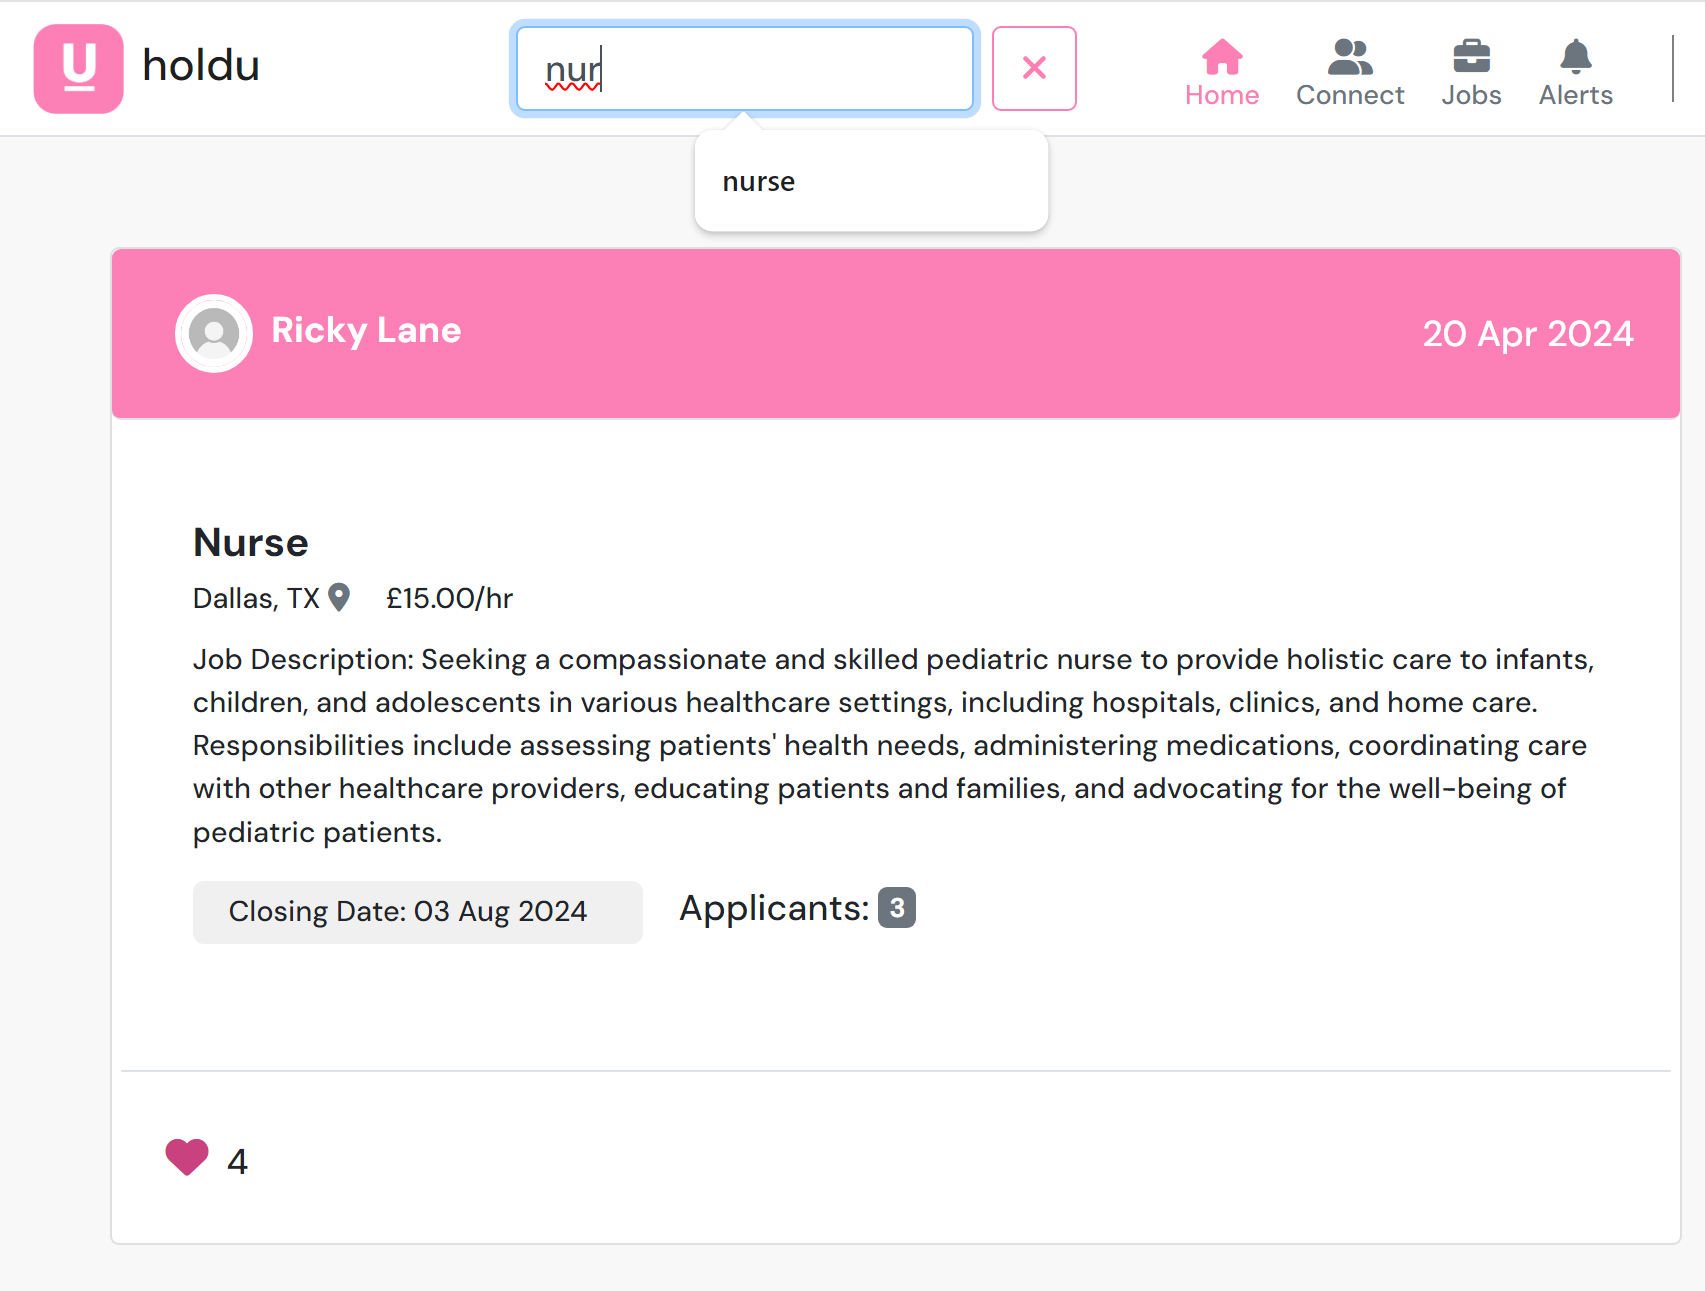 U holdu
nur
Home Connect Jobs Alerts
nurse
Ricky Lane
20 Apr 2024
Nurse
Dallas, TX £15.00/hr
Job Description: Seeking a compassionate and skilled pediatric nurse to provide holistic care to infants,
children, and adolescents in various healthcare settings, including hospitals, clinics, and home care.
Responsibilities include assessing patients' health needs, administering medications, coordinating care
with other healthcare providers, educating patients and families, and advocating for the well-being of
pediatric patients.
Closing Date: 03 Aug 2024 Applicants: 3
4